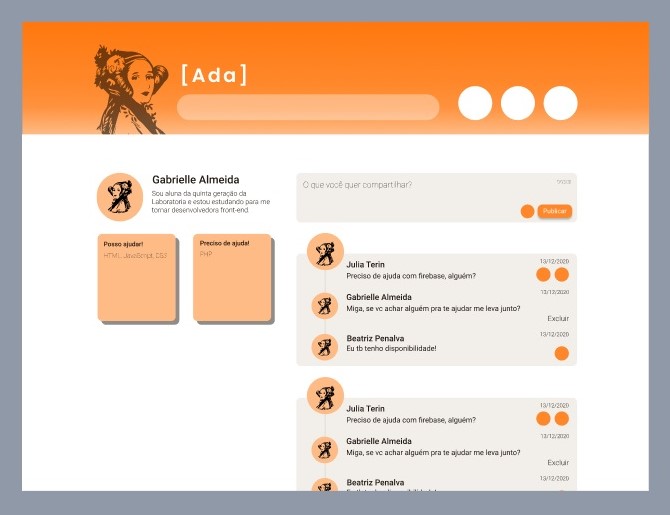 [Ada]
Gabrielle Almeida
Sou aluna da quinta geração da
Laboratoria e estou estudando para me
tornar desenvolvedora front-end.
Posso ajudar!
HTML, JavaScript, CSS
Preciso de ajuda!
PHP
O que você quer compartilhar?
Publicar
Julia Terin
13/12/2020
Preciso de ajuda com firebase, alguém?
Gabrielle Almeida
13/12/2020
Miga, se vc achar alguém pra te ajudar me leva junto?
Excluir
Beatriz Penalva
13/12/2020
Eu tb tenho disponibilidade!
Julia Terin
13/12/2020
Preciso de ajuda com firebase, alguém?
Gabrielle Almeida
13/12/2020
Miga, se vc achar alguém pra te ajudar me leva junto?
Excluir
Beatriz Penalva
13/12/2020